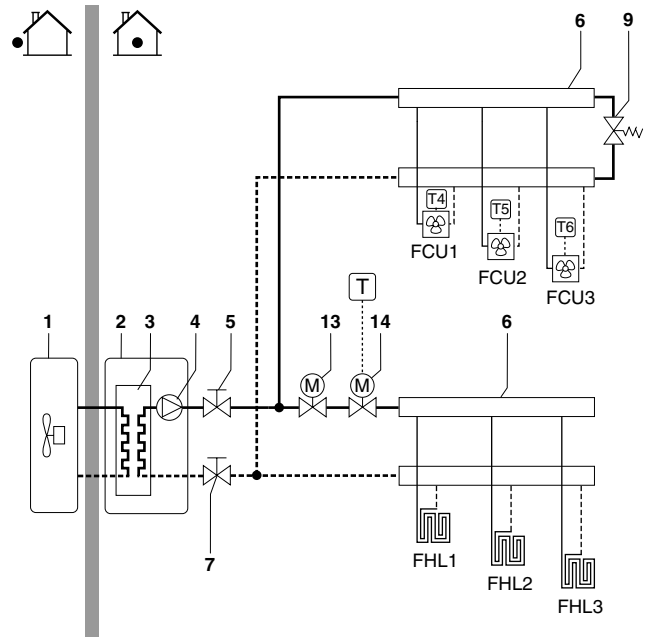 6 9
T4
T5
T6
FCU1
FCU2
FCU3
T
1 2 3 4 5 13 14 6
M M
7
FHL1
FHL2
FHL3